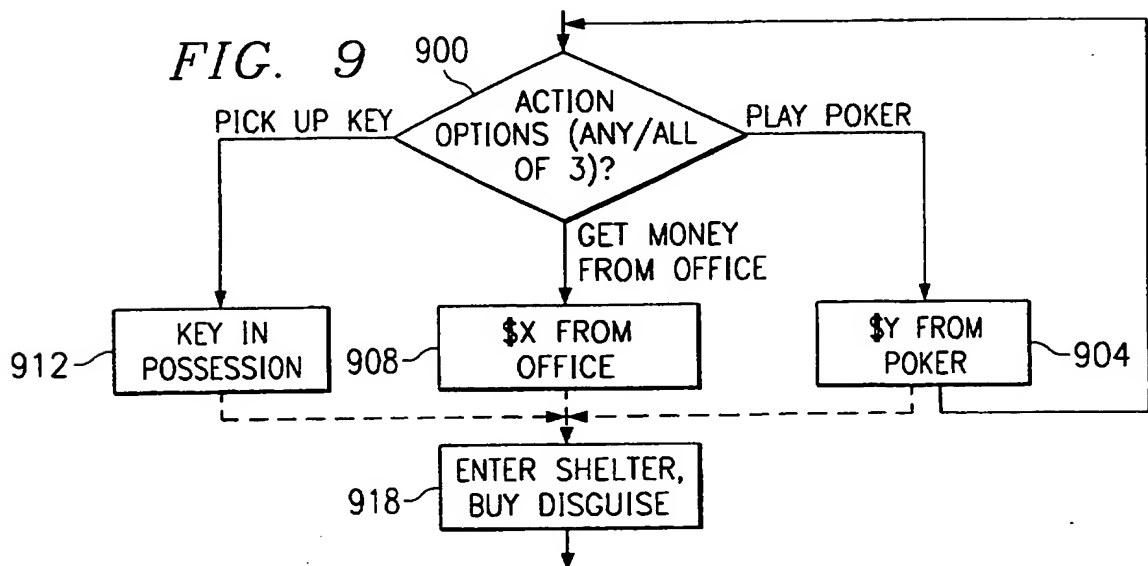 FIG. 9
900
ACTION
OPTIONS (ANY/ALL
OF 3)?
PICK UP KEY
PLAY POKER
GET MONEY
FROM OFFICE
KEY IN
POSSESSION
912
$X FROM
OFFICE
908
$Y FROM
POKER
904
ENTER SHELTER,
BUY DISGUISE
918